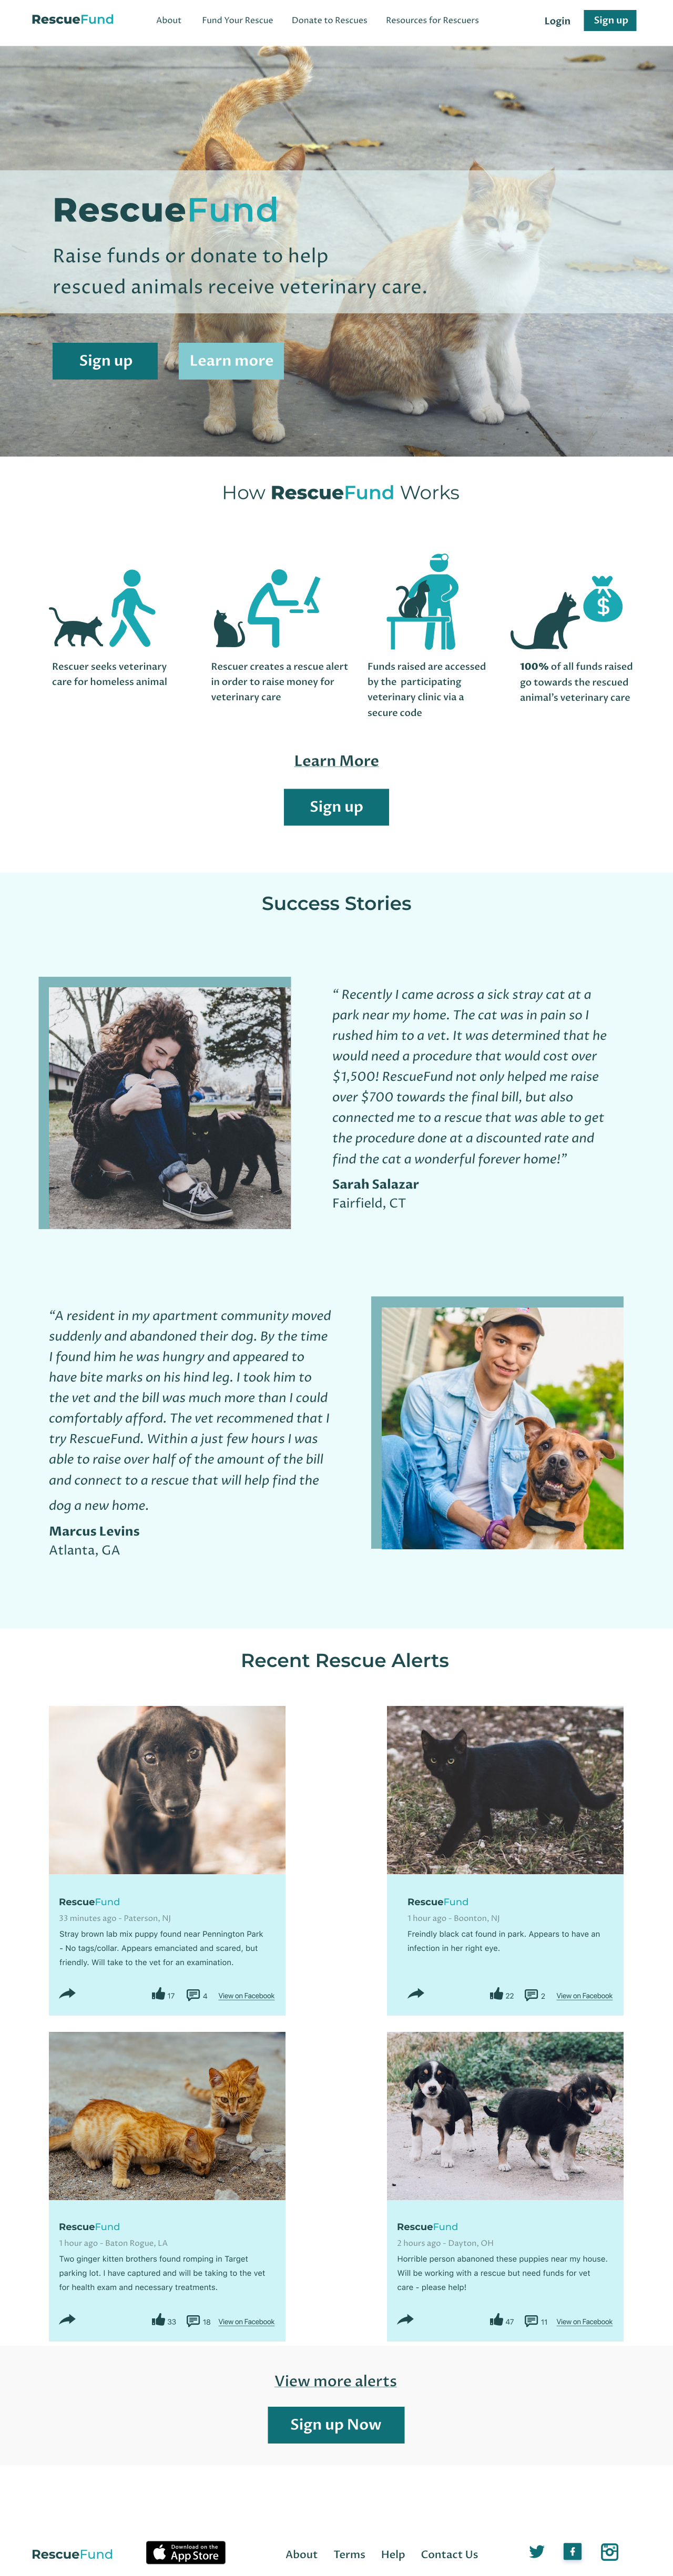 RescueFund
About
Fund Your Rescue
Donate to Rescues
Resources for Rescuers
Login
Sign up
RescueFund
Raise funds or donate to help
rescued animals receive veterinary care.
Sign up
Learn more
How RescueFund Works
$
Rescuer seeks veterinary
care for homeless animal
Rescuer creates a rescue alert
in order to raise money for
veterinary care
Funds raised are accessed
by the participating
veterinary clinic via a
secure code
100% of all funds raised
go towards the rescued
animal's veterinary care
Learn More
Sign up
Success Stories
“ Recently I came across a sick stray cat at a
park near my home. The cat was in pain so I
rushed him to a vet. It was determined that he
would need a procedure that would cost over
$1,500! RescueFund not only helped me raise
over $700 towards the final bill, but also
connected me to a rescue that was able to get
the procedure done at a discounted rate and
find the cat a wonderful forever home!”
Sarah Salazar
Fairfield, CT
“A resident in my apartment community moved
suddenly and abandoned their dog. By the time
I found him he was hungry and appeared to
have bite marks on his hind leg. I took him to
the vet and the bill was much more than I could
comfortably afford. The vet recommended that I
try RescueFund. Within a just few hours I was
able to raise over half of the amount of the bill
and connect to a rescue that will help find the
dog a new home.
Marcus Levins
Atlanta, GA
Recent Rescue Alerts
RescueFund
33 minutes ago - Paterson, NJ
Stray brown lab mix puppy found near Pennington Park
- No tags/collar. Appears emanciated and scared, but
friendly. Will take to the vet for an examination.
17
4
View on Facebook
RescueFund
1 hour ago - Boonton, NJ
Freindly black cat found in park. Appears to have an
infection in her right eye.
22
2
View on Facebook
RescueFund
1 hour ago - Baton Rogue, LA
Two ginger kitten brothers found romping in Target
parking lot. I have captured and will be taking to the vet
for health exam and necessary treatments.
33
18
View on Facebook
RescueFund
2 hours ago - Dayton, OH
Horrible person abanoned these puppies near my house.
Will be working with a rescue but need funds for vet
care - please help!
47
11
View on Facebook
View more alerts
Sign up Now
RescueFund
Download on the
App Store
About
Terms
Help
Contact Us